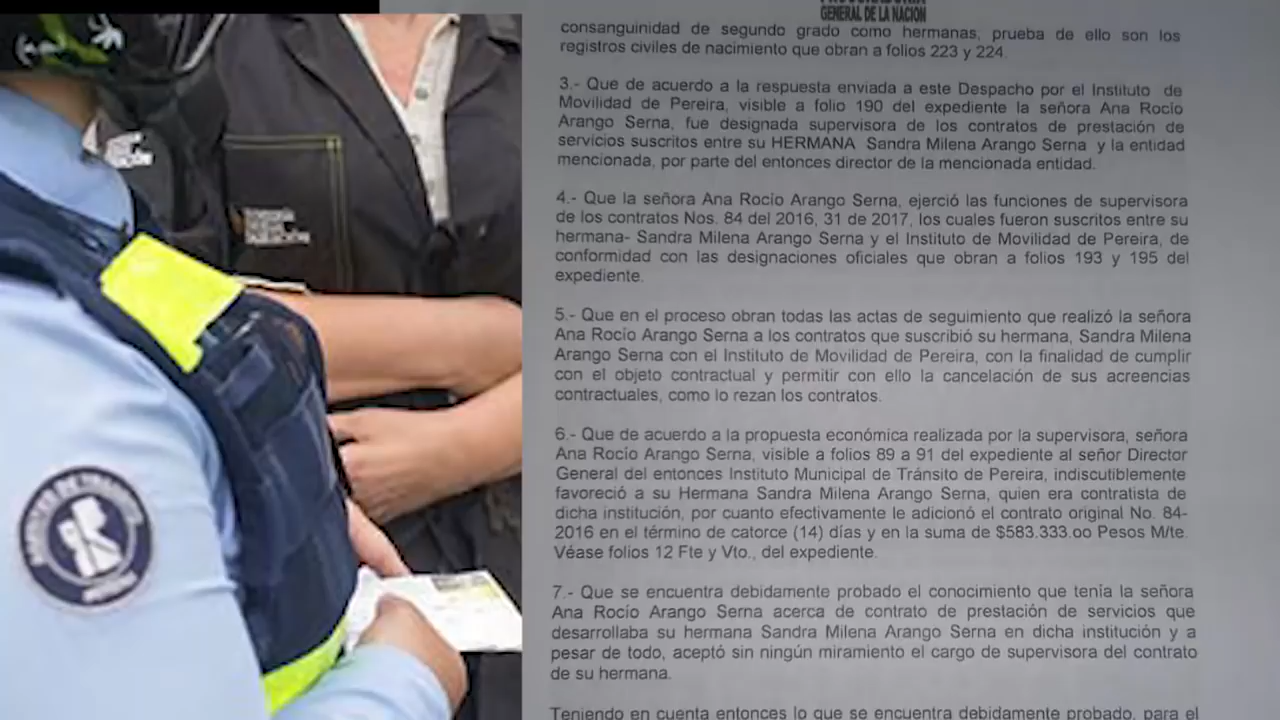 GENERAL DE LA NACION
consanguinidad de segundo grado como hermanas, prueba de ello son los
registros civiles de nacimiento que obran a folios 223 y 224.
3.- Que de acuerdo a la respuesta enviada a este Despacho por el Instituto de
Movilidad de Pereira, visible a folio 190 del expediente la señora Ana Rocío
Arango Serna, fue designada supervisora de los contratos de prestación de
servicios suscritos entre su HERMANA Sandra Milena Arango Serna y la entidad
mencionada, por parte del entonces director de la mencionada entidad.
4.- Que la señora Ana Rocío Arango Serna, ejerció las funciones de supervisora
de los contratos Nos. 84 del 2016, 31 de 2017, los cuales fueron suscritos entre su
hermana- Sandra Milena Arango Serna y el Instituto de Movilidad de Pereira, de
conformidad con las designaciones oficiales que obran a folios 193 y 195 del
expediente.
5.- Que en el proceso obran todas las actas de seguimiento que realizó la señora
Ana Rocío Arango Serna a los contratos que suscribió su hermana, Sandra Milena
Arango Serna con el Instituto de Movilidad de Pereira, con la finalidad de cumplir
con el objeto contractual y permitir con ello la cancelación de sus acreencias
contractuales, como lo rezan los contratos.
6.- Que de acuerdo a la propuesta económica realizada por la supervisora, señora
Ana Rocío Arango Serna, visible a folios 89 a 91 del expediente al señor Director
General del entonces Instituto Municipal de Tránsito de Pereira, indiscutiblemente
favoreció a su Hermana Sandra Milena Arango Serna, quien era contratista de
dicha institución, por cuanto efectivamente le adicionó el contrato original No. 84-
2016 en el término de catorce (14) días y en la suma de $583.333.oo Pesos M/te.
Véase folios 12 Fte y Vto., del expediente.
7.- Que se encuentra debidamente probado el conocimiento que tenía la señora
Ana Rocío Arango Serna acerca de contrato de prestación de servicios que
desarrollaba su hermana Sandra Milena Arango Serna en dicha institución y a
pesar de todo, aceptó sin ningún miramiento el cargo de supervisora del contrato
de su hermana.
Teniendo en cuenta entonces lo que se encuentra debidamente probado, para el